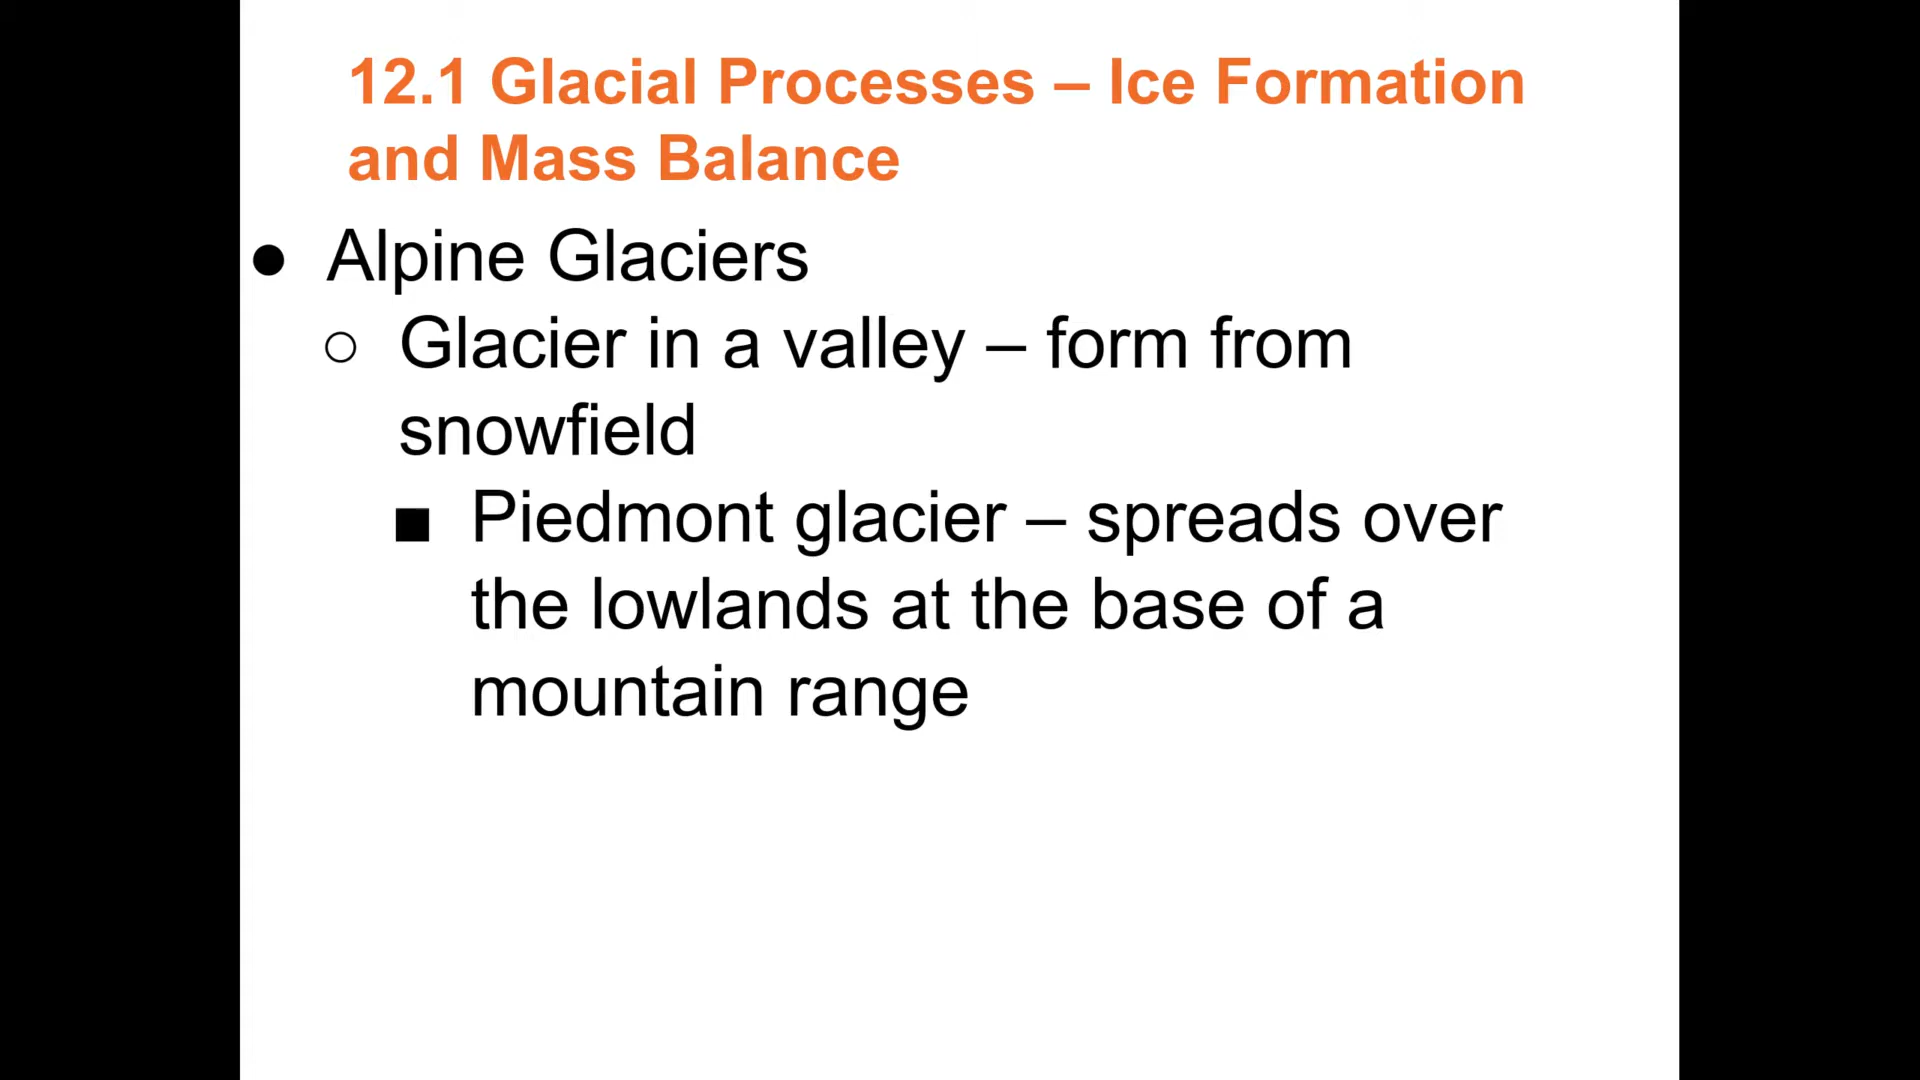 12.1 Glacial Processes – Ice Formation
and Mass Balance
● Alpine Glaciers
○ Glacier in a valley – form from
snowfield
■ Piedmont glacier – spreads over
the lowlands at the base of a
mountain range